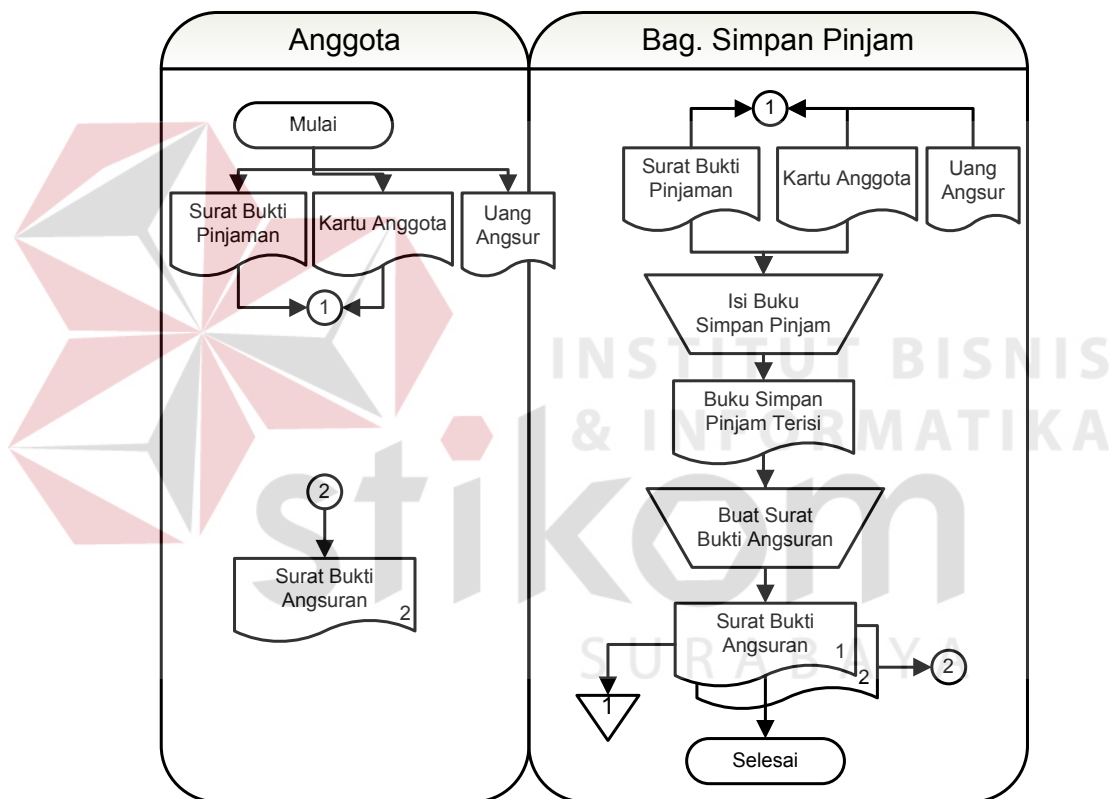 Anggota
Mulai
Surat Bukti
Pinjaman
Kartu Anggota
Uang
Angsur
1
2
Surat Bukti
Angsuran
2
Bag. Simpan Pinjam
1
Surat Bukti
Pinjaman
Kartu Anggota
Uang
Angsur
Isi Buku
Simpan Pinjam
Buku Simpan
Pinjam Terisi
Buat Surat
Bukti Angsuran
Surat Bukti
Angsuran
1
2
2
1
Selesai
INSTITUT BISNIS
& INFORMATIKA
stikom
SURABAYA